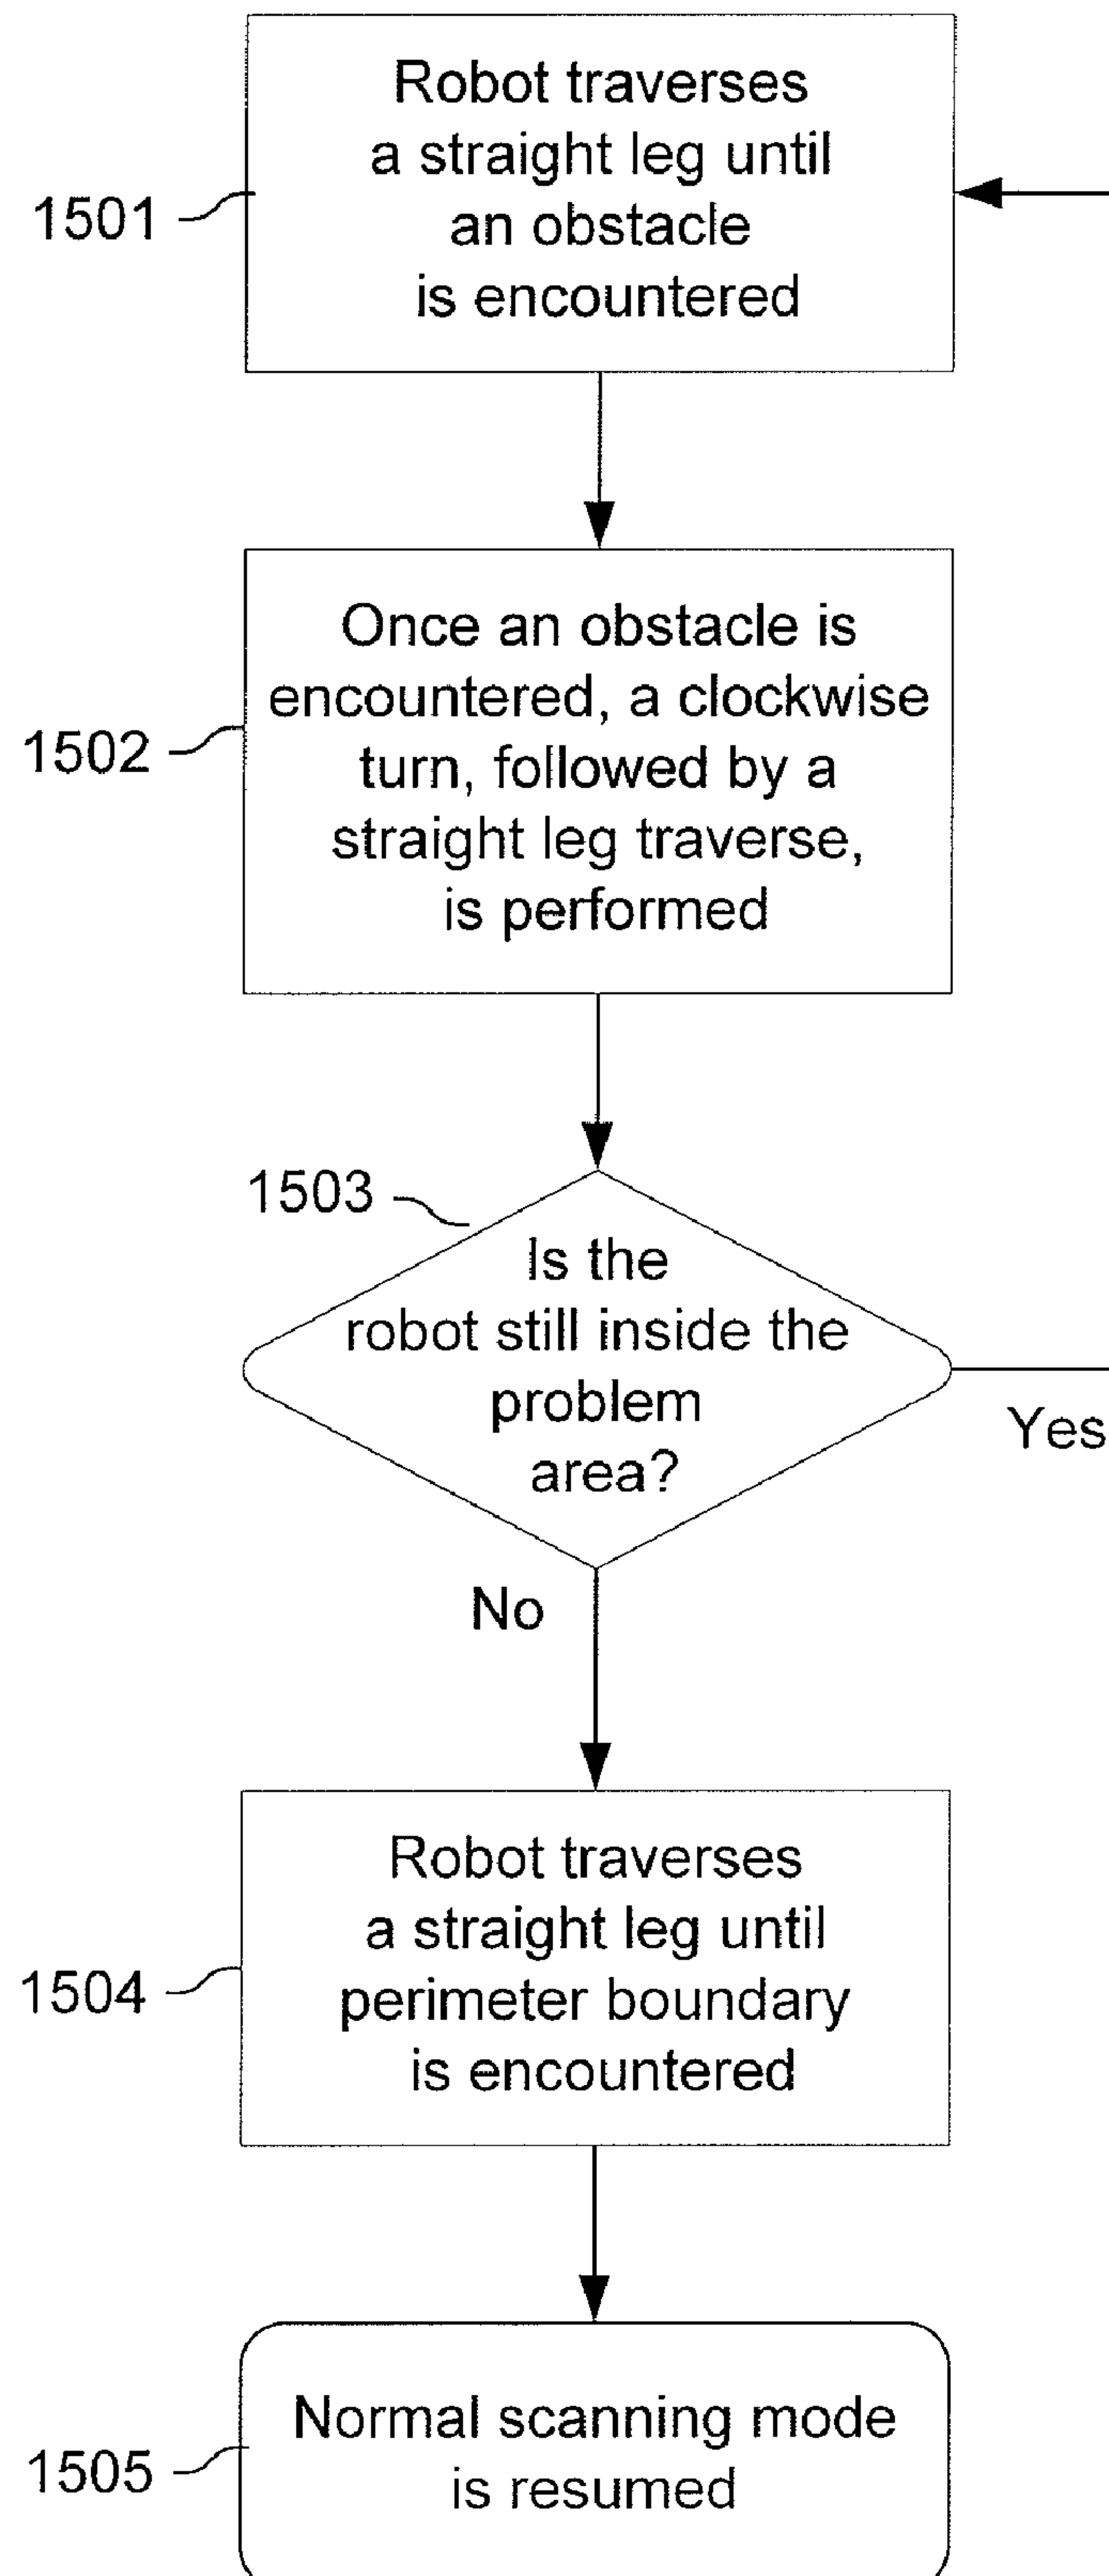 Robot traverses
a straight leg until
an obstacle
is encountered
1501
Once an obstacle is
encountered, a clockwise
turn, followed by a
straight leg traverse,
is performed
1502
1503
Is the
robot still inside the
problem
area?
Yes
No
Robot traverses
a straight leg until
perimeter boundary
is encountered
1504
Normal scanning mode
is resumed
1505